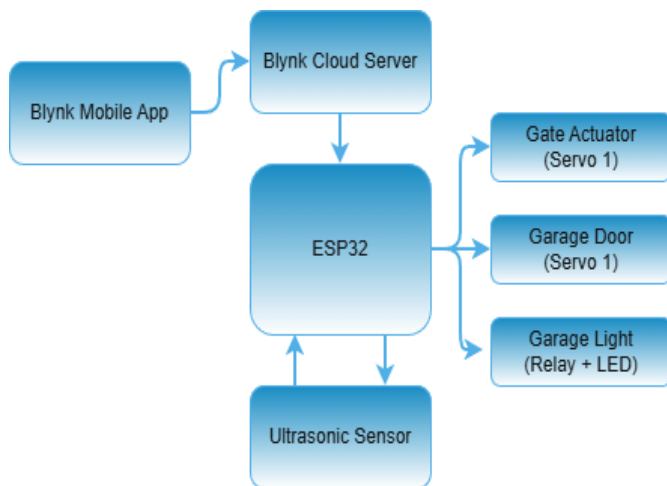 Blynk Cloud Server
Blynk Mobile App
Gate Actuator
(Servo 1)
ESP32
Garage Door
(Servo 1)
Garage Light
(Relay + LED)
Ultrasonic Sensor